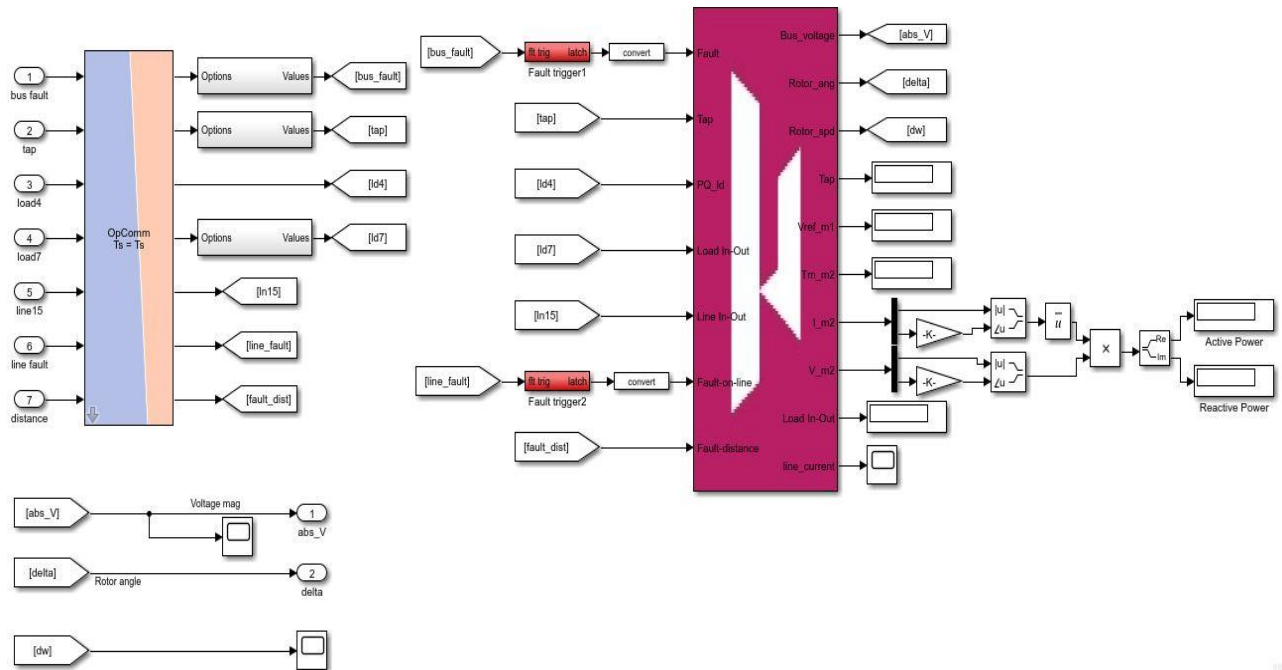 1
bus fault
2
tap
3
load4
4
load7
5
line15
6
line fault
7
distance
OpComm
Ts = Ts
Options Values
[bus_fault]
Options Values
[tap]
[ld4]
Options Values
[ld7]
[ln15]
[line_fault]
[fault_dist]
[abs_V]
Voltage mag
1
abs_V
[delta]
Rotor angle
2
delta
[dw]
[bus_fault]
flt trig latch
Fault trigger1
convert
[tap]
[ld4]
[ld7]
[ln15]
[line_fault]
flt trig latch
Fault trigger2
convert
[fault_dist]
Fault
Tap
PQ_ld
Load In-Out
Line In-Out
Fault-on-line
Fault-distance
Bus_voltage
Rotor_ang
Rotor_spd
Tap
Vref_m1
Tm_m2
I_m2
V_m2
Load In-Out
line_current
[abs_V]
[delta]
[dw]
-K-
|u|
∠u
-K-
|u|
∠u
u
×
Re
Im
Active Power
Reactive Power